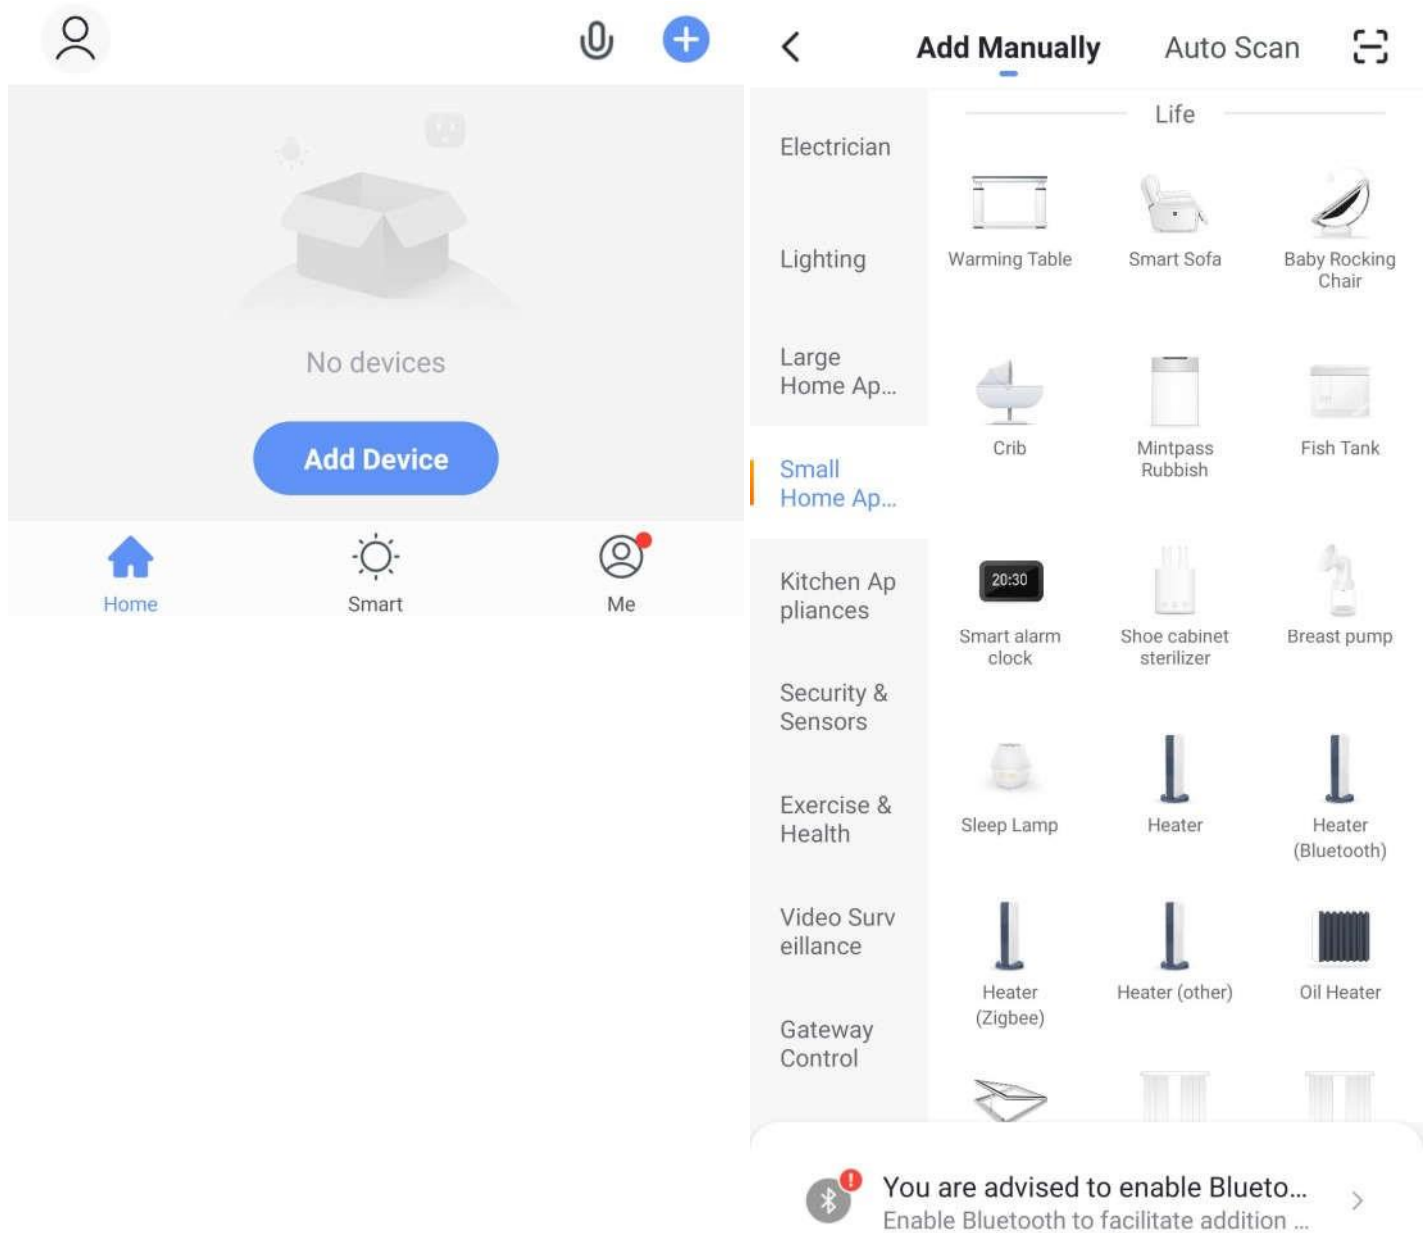 No devices
Add Device
Home
Smart
Me
Add Manually
Auto Scan
Electrician
Lighting
Large
Home Ap...
Small
Home Ap...
Kitchen Ap
pliances
Security &
Sensors
Exercise &
Health
Video Surv
eillance
Gateway
Control
Life
Warming Table
Smart Sofa
Baby Rocking
Chair
Crib
Mintpass
Rubbish
Fish Tank
20:30
Smart alarm
clock
Shoe cabinet
sterilizer
Breast pump
Sleep Lamp
Heater
Heater
(Bluetooth)
Heater
(Zigbee)
Heater (other)
Oil Heater
You are advised to enable Blueto...
Enable Bluetooth to facilitate addition ...